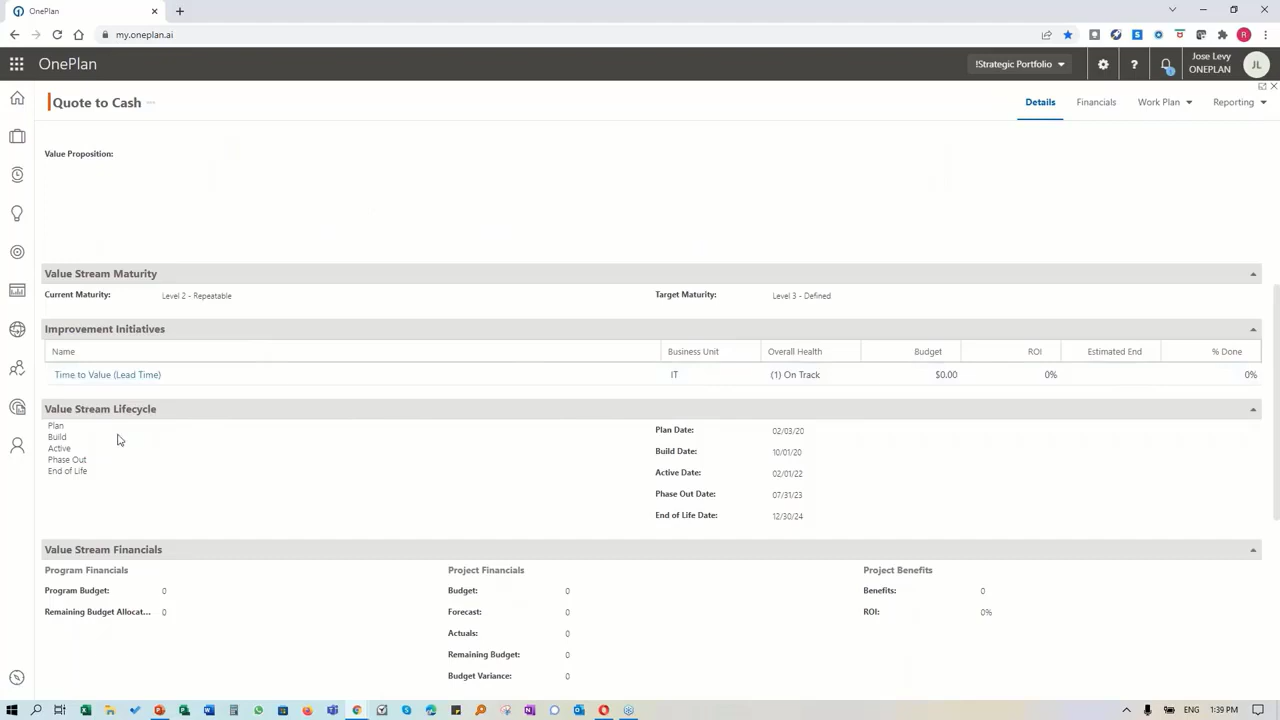 OnePlan
my.oneplan.ai
OnePlan
!Strategic Portfolio
?
Jose Levy
ONEPLAN
JL
Quote to Cash
Details
Financials
Work Plan
Reporting
Value Proposition:
Value Stream Maturity
Current Maturity: Level 2 - Repeatable
Target Maturity: Level 3 - Defined
Improvement Initiatives
Name Business Unit Overall Health Budget ROI Estimated End % Done
Time to Value (Lead Time) IT (1) On Track $0.00 0% 0%
Value Stream Lifecycle
Plan
Build
Active
Phase Out
End of Life
Plan Date: 02/03/20
Build Date: 10/01/20
Active Date: 02/01/22
Phase Out Date: 07/31/23
End of Life Date: 12/30/24
Value Stream Financials
Program Financials
Program Budget: 0
Remaining Budget Allocat... 0
Project Financials
Budget: 0
Forecast: 0
Actuals: 0
Remaining Budget: 0
Budget Variance: 0
Project Benefits
Benefits: 0
ROI: 0%
ENG 1:39 PM